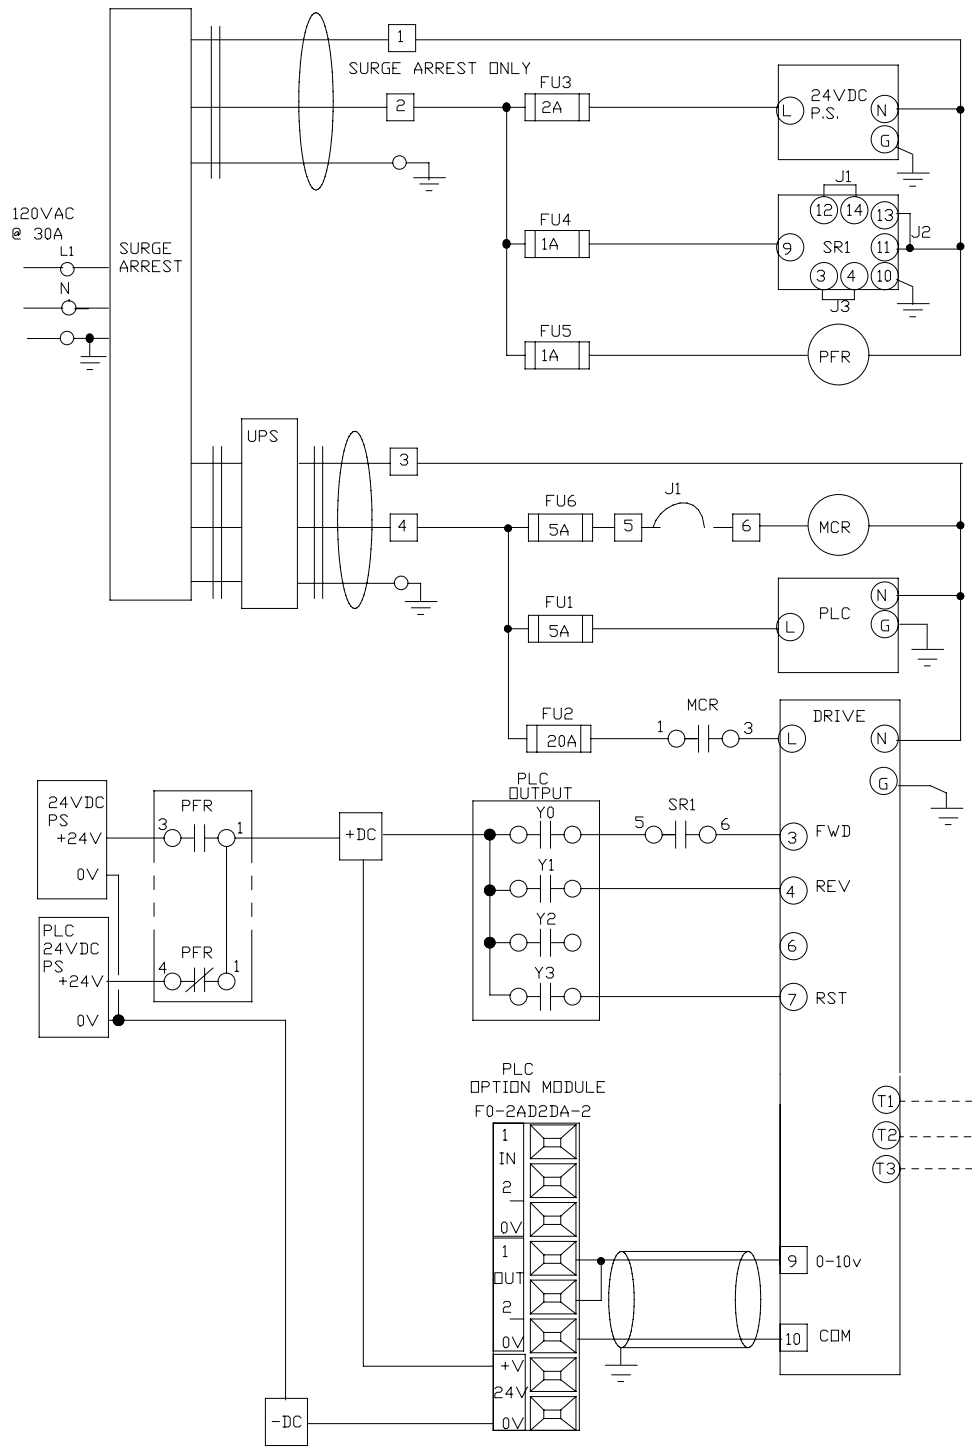 1
SURGE ARREST ONLY
2
FU3
2A
L
24VDC
P.S.
N
G
120VAC
@ 30A
L1
N
SURGE
ARREST
FU4
1A
9
J1
12
14
13
SR1
11
J2
3
4
10
J3
FU5
1A
PFR
UPS
3
4
FU6
5A
5
J1
6
MCR
FU1
5A
L
PLC
N
G
FU2
20A
MCR
1
3
L
DRIVE
N
G
24VDC
PS
+24V
0V
PFR
3
1
+DC
PLC
OUTPUT
Y0
SR1
5
6
3
FWD
Y1
4
REV
PLC
24VDC
PS
+24V
0V
PFR
4
1
Y2
6
Y3
7
RST
PLC
OPTION MODULE
F0-2AD2DA-2
T1
T2
T3
1
IN
2
0V
1
OUT
2
0V
+V
24V
0V
9
0-10v
10
COM
-DC